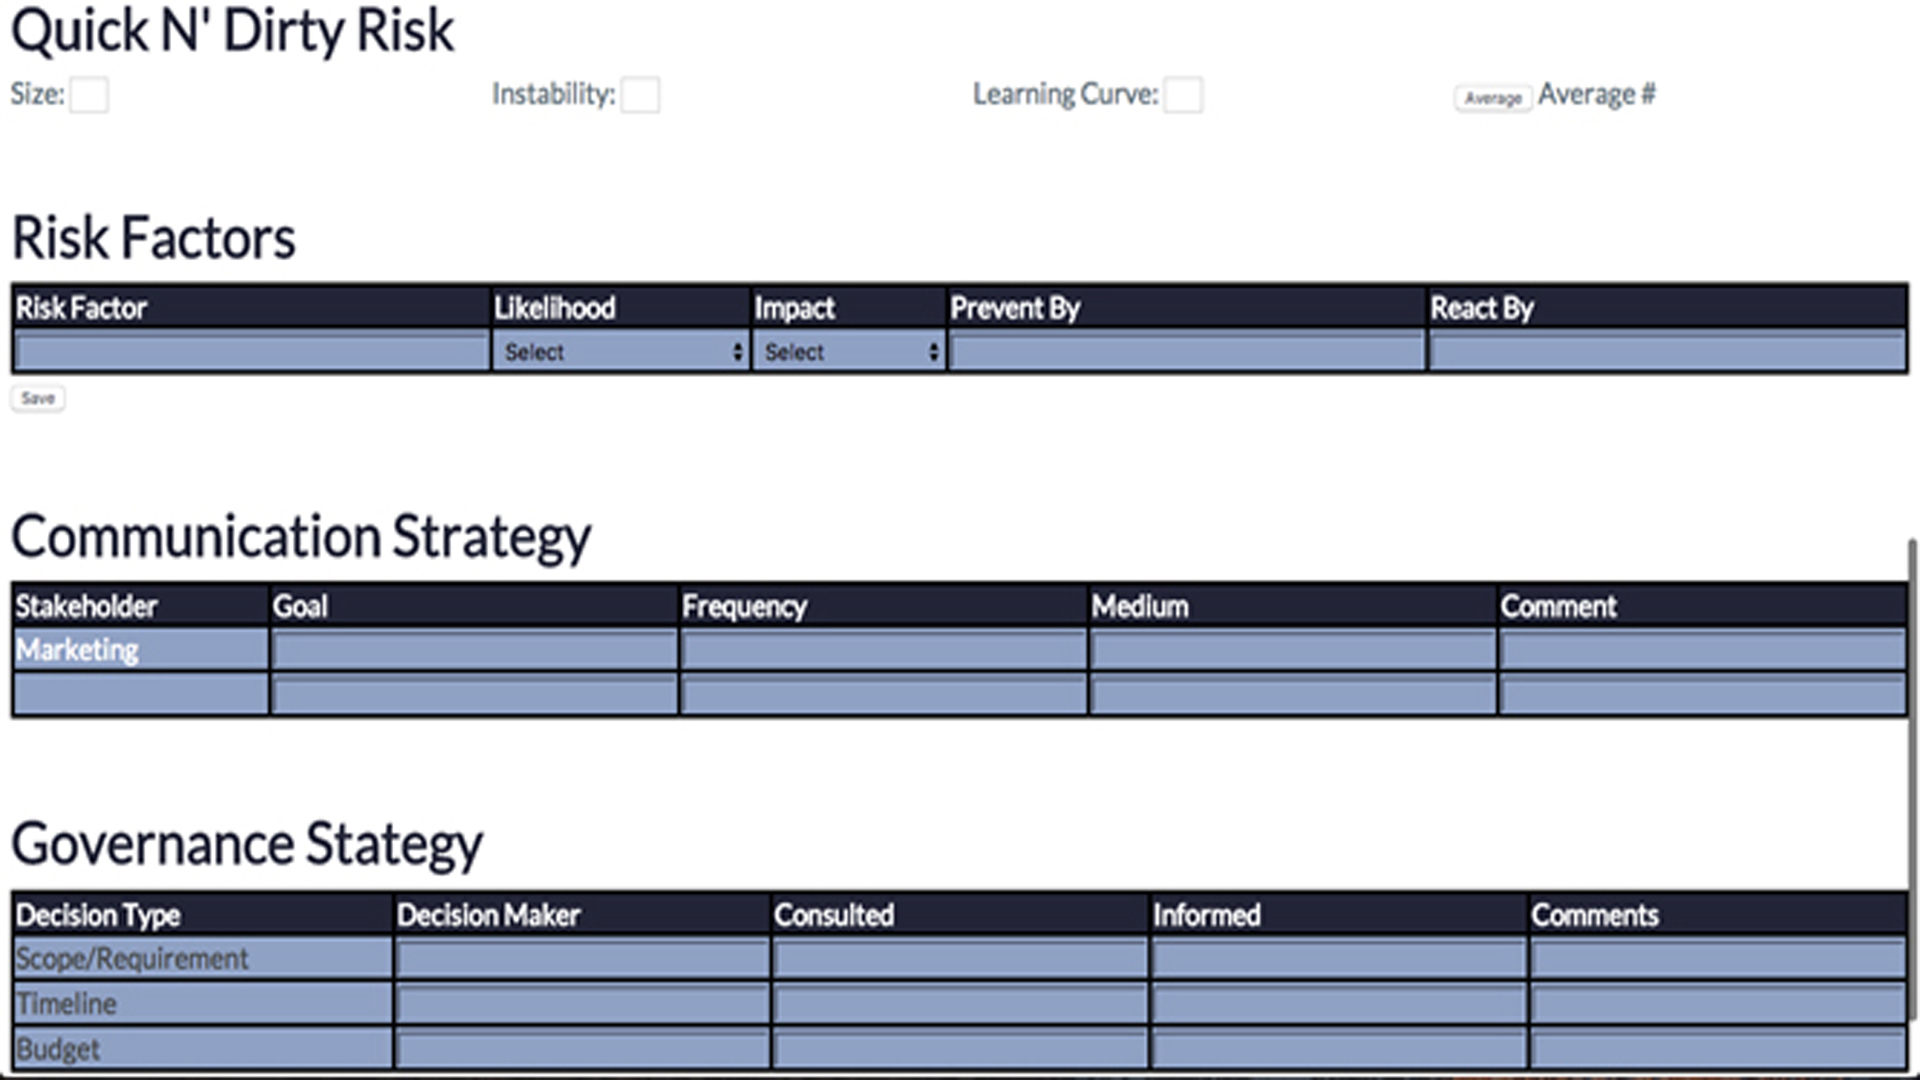 Quick N' Dirty Risk
Size: Instability: Learning Curve: Average Average #
Risk Factors
Risk Factor Likelihood Impact Prevent By React By
Select Select
Save
Communication Strategy
Stakeholder Goal Frequency Medium Comment
Marketing
Governance Stategy
Decision Type Decision Maker Consulted Informed Comments
Scope/Requirement
Timeline
Budget